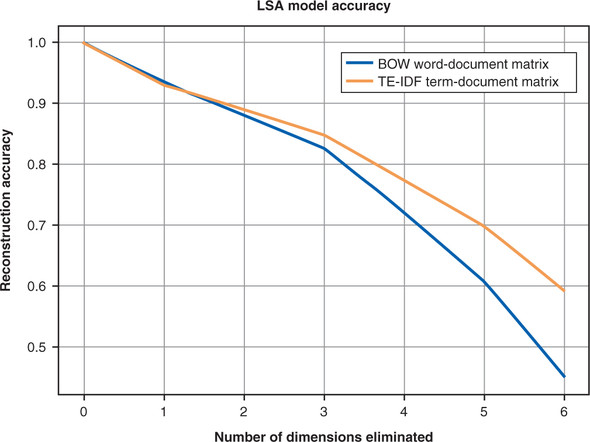 LSA model accuracy
BOW word-document matrix
TE-IDF term-document matrix
Reconstruction accuracy
1.0
0.9
0.8
0.7
0.6
0.5
0 1 2 3 4 5 6
Number of dimensions eliminated